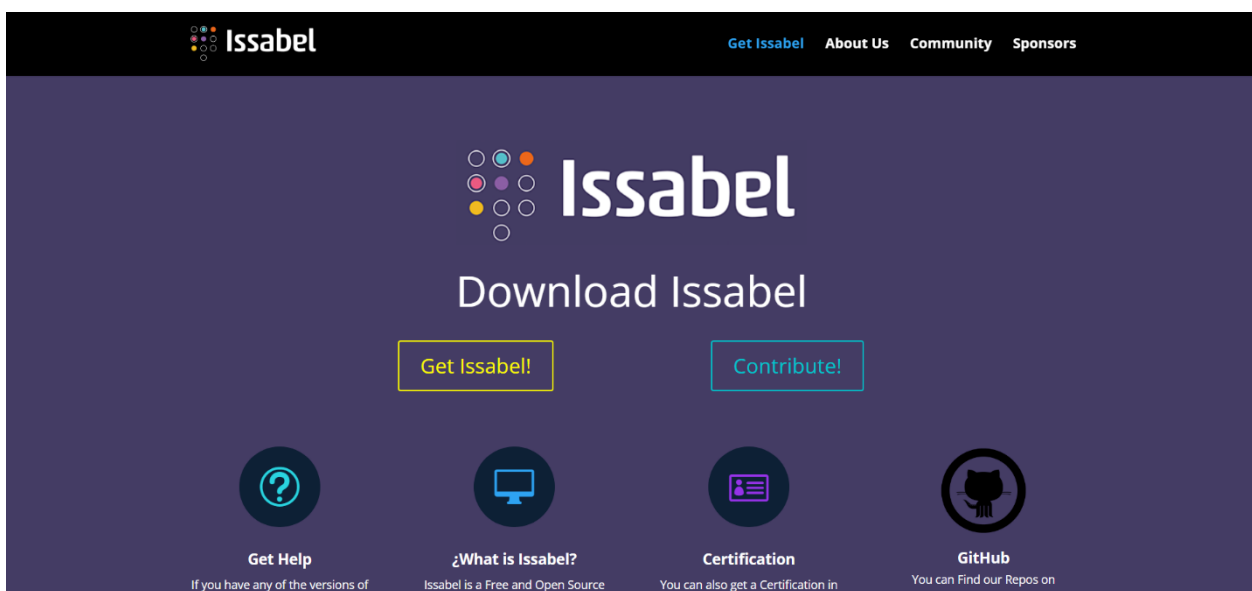 Issabel
Get Issabel About Us Community Sponsors
Issabel
Download Issabel
Get Issabel!
Contribute!
Get Help
If you have any of the versions of
¿What is Issabel?
Issabel is a Free and Open Source
Certification
You can also get a Certification in
GitHub
You can Find our Repos on